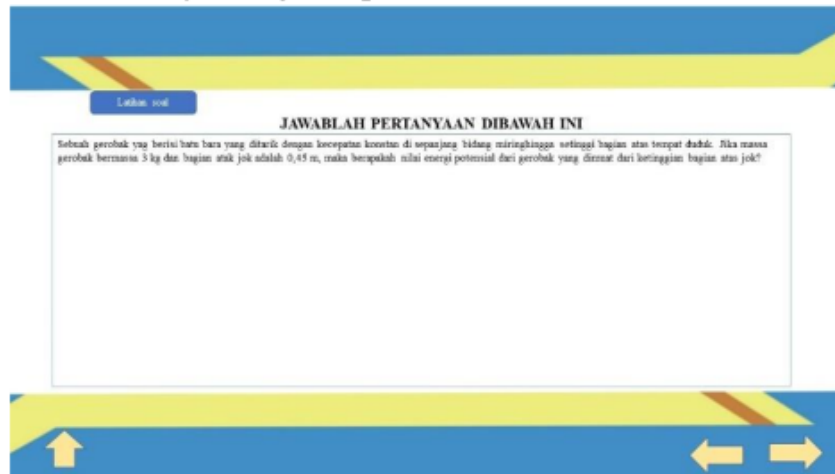 Latihan soal
JAWABLAH PERTANYAAN DIBAWAH INI
Sebuah gerobak yag berisi batu bara yang ditarik dengan kecepatan konstan di sepanjang bidang miringhingga setinggi bagian atas tempat duduk. Jika massa
gerobak bermassa 3 kg dan bagian atak jok adalah 0,45 m, maka berapakah nilai energi potensial dari gerobak yang dimuat dari ketinggian bagian atas jok?